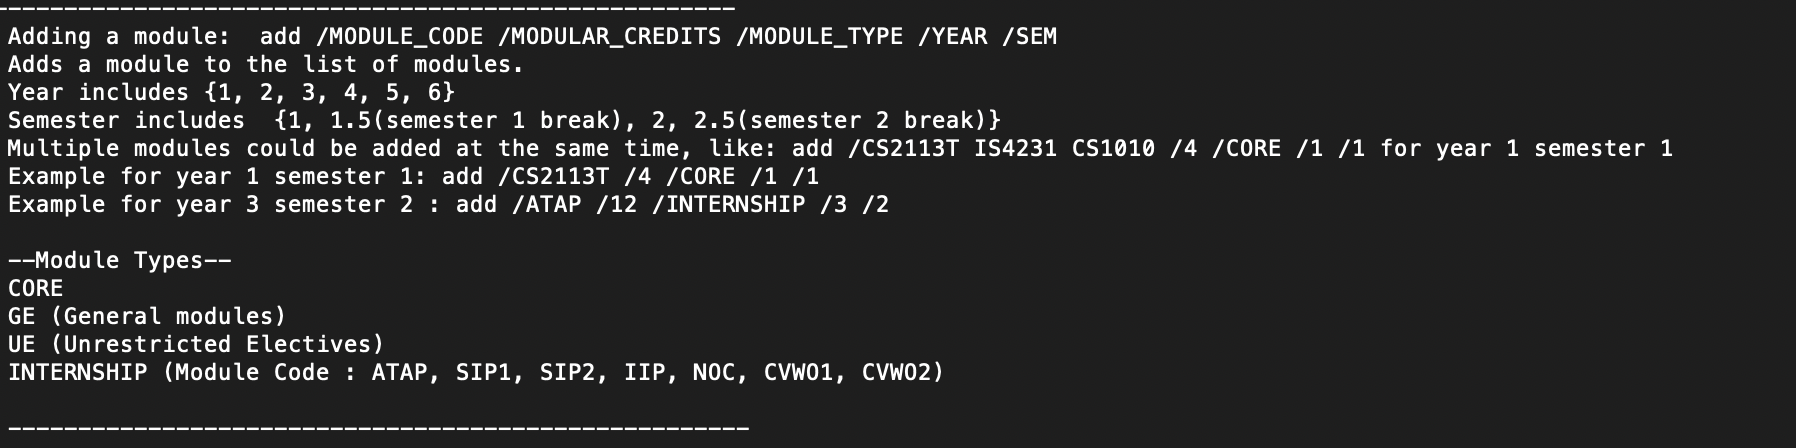 -----------------------------------------------------
Adding a module:  add /MODULE_CODE /MODULAR_CREDITS /MODULE_TYPE /YEAR /SEM
Adds a module to the list of modules.
Year includes {1, 2, 3, 4, 5, 6}
Semester includes  {1, 1.5(semester 1 break), 2, 2.5(semester 2 break)}
Multiple modules could be added at the same time, like: add /CS2113T IS4231 CS1010 /4 /CORE /1 /1 for year 1 semester 1
Example for year 1 semester 1: add /CS2113T /4 /CORE /1 /1
Example for year 3 semester 2 : add /ATAP /12 /INTERNSHIP /3 /2

--Module Types--
CORE
GE (General modules)
UE (Unrestricted Electives)
INTERNSHIP (Module Code : ATAP, SIP1, SIP2, IIP, NOC, CVWO1, CVWO2)

-----------------------------------------------------